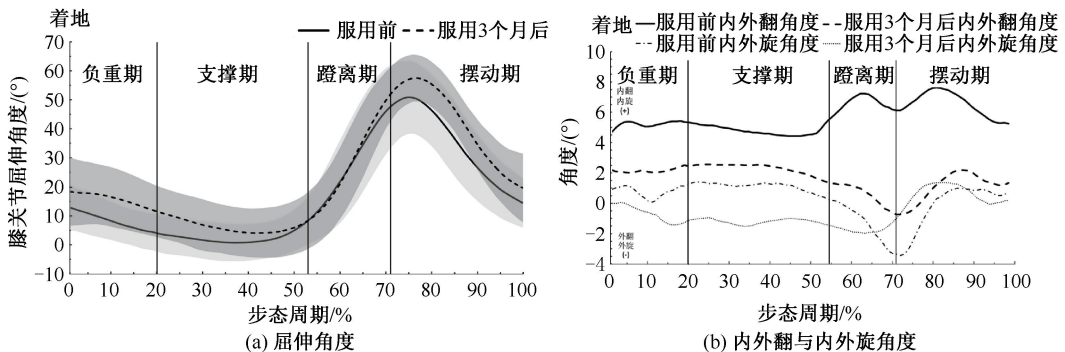 着地
服用前 服用3个月后
70
60
50
40
30
20
10
0
−10
膝关节屈伸角度/(°)
负重期 支撑期 蹬离期 摆动期
0 10 20 30 40 50 60 70 80 90 100
步态周期/%
(a) 屈伸角度
着地 服用前内外翻角度 服用3个月后内外翻角度
服用前内外旋角度 服用3个月后内外旋角度
10
8
6
4
2
0
−2
−4
角度/(°)
负重期 支撑期 蹬离期 摆动期
内翻
内旋
(+)
外翻
外旋
(-)
0 10 20 30 40 50 60 70 80 90 100
步态周期/%
(b) 内外翻与内外旋角度